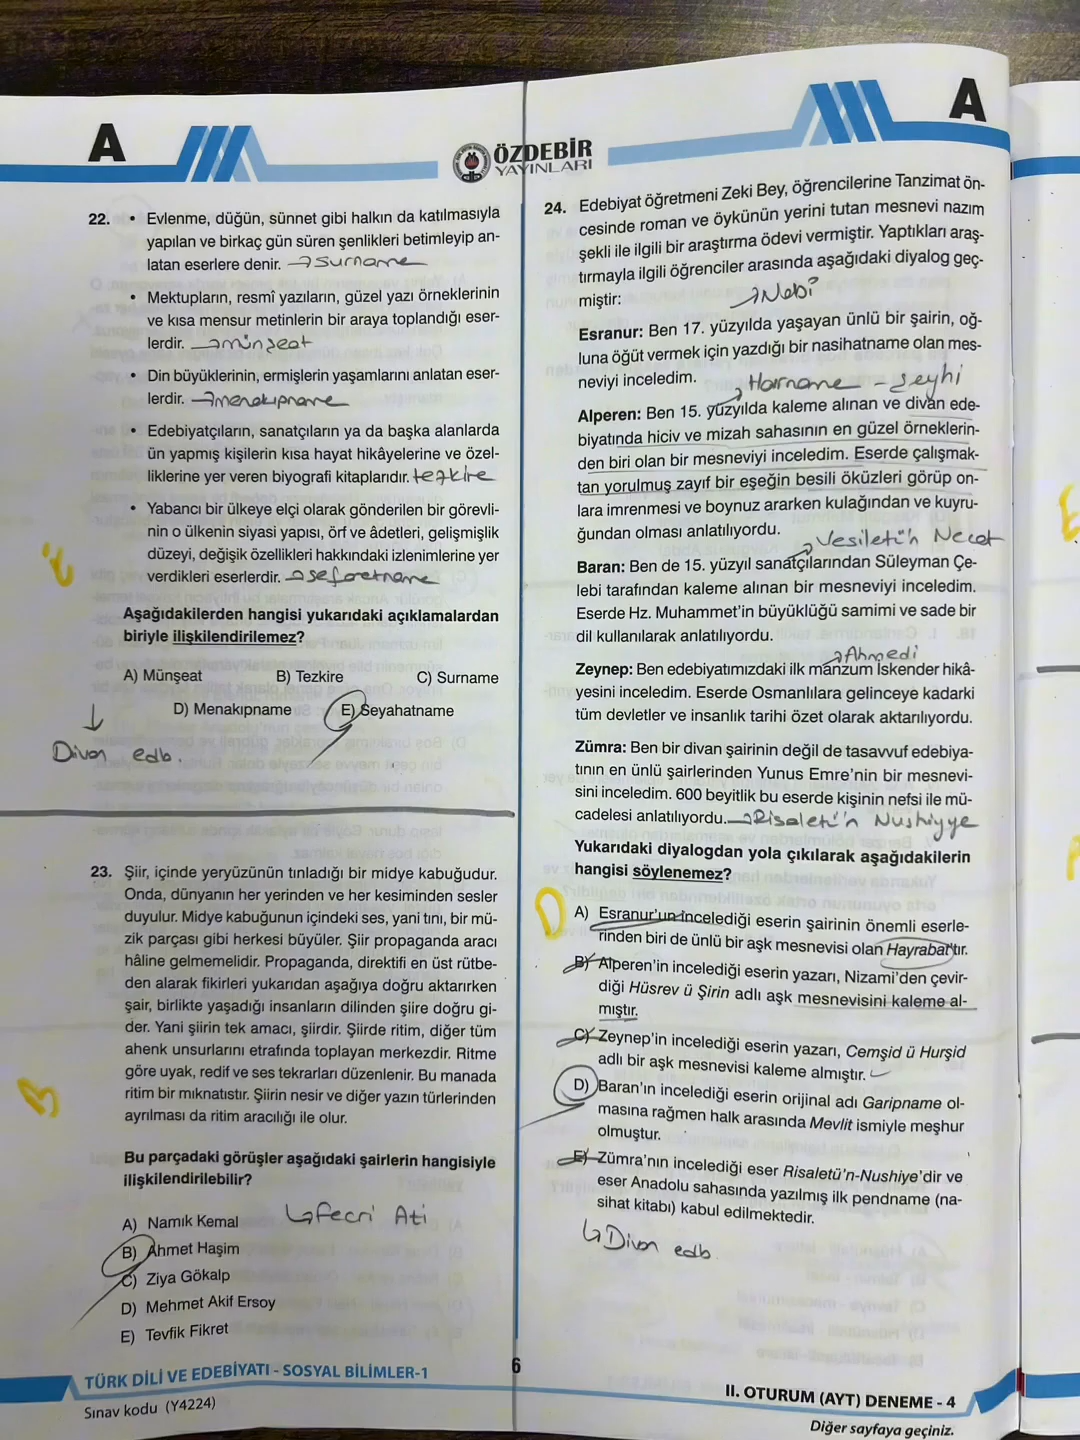 A
ÖZDEBİR
YAYINLARI
A
22. • Evlenme, düğün, sünnet gibi halkın da katılmasıyla
yapılan ve birkaç gün süren şenlikleri betimleyip an-
latan eserlere denir. →surname
• Mektupların, resmî yazıların, güzel yazı örneklerinin
ve kısa mensur metinlerin bir araya toplandığı eser-
lerdir. →münşeat
• Din büyüklerinin, ermişlerin yaşamlarını anlatan eser-
lerdir. →menakıpname
• Edebiyatçıların, sanatçıların ya da başka alanlarda
ün yapmış kişilerin kısa hayat hikâyelerine ve özel-
liklerine yer veren biyografi kitaplarıdır. tezkire
• Yabancı bir ülkeye elçi olarak gönderilen bir görevli-
nin o ülkenin siyasi yapısı, örf ve âdetleri, gelişmişlik
düzeyi, değişik özellikleri hakkındaki izlenimlerine yer
verdikleri eserlerdir. →sefaretname
Aşağıdakilerden hangisi yukarıdaki açıklamalardan
biriyle ilişkilendirilemez?
A) Münşeat B) Tezkire C) Surname
D) Menakıpname E) Seyahatname
Divan edb.
23. Şiir, içinde yeryüzünün tınladığı bir midye kabuğudur.
Onda, dünyanın her yerinden ve her kesiminden sesler
duyulur. Midye kabuğunun içindeki ses, yani tını, bir mü-
zik parçası gibi herkesi büyüler. Şiir propaganda aracı
hâline gelmemelidir. Propaganda, direktifi en üst rütbe-
den alarak fikirleri yukarıdan aşağıya doğru aktarırken
şair, birlikte yaşadığı insanların dilinden şiire doğru gi-
der. Yani şiirin tek amacı, şiirdir. Şiirde ritim, diğer tüm
ahenk unsurlarını etrafında toplayan merkezdir. Ritme
göre uyak, redif ve ses tekrarları düzenlenir. Bu manada
ritim bir mıknatıstır. Şiirin nesir ve diğer yazın türlerinden
ayrılması da ritim aracılığı ile olur.
B
Bu parçadaki görüşler aşağıdaki şairlerin hangisiyle
ilişkilendirilebilir?
A) Namık Kemal
↳Fecri Ati
B) Ahmet Haşim
C) Ziya Gökalp
D) Mehmet Akif Ersoy
E) Tevfik Fikret
24. Edebiyat öğretmeni Zeki Bey, öğrencilerine Tanzimat ön-
cesinde roman ve öykünün yerini tutan mesnevi nazım
şekli ile ilgili bir araştırma ödevi vermiştir. Yaptıkları araş-
tırmayla ilgili öğrenciler arasında aşağıdaki diyalog geç-
miştir:
→Nabi
Esranur: Ben 17. yüzyılda yaşayan ünlü bir şairin, oğ-
luna öğüt vermek için yazdığı bir nasihatname olan mes-
neviyi inceledim.
→Harname - Şeyhi
Alperen: Ben 15. yüzyılda kaleme alınan ve divan ede-
biyatında hiciv ve mizah sahasının en güzel örneklerin-
den biri olan bir mesneviyi inceledim. Eserde çalışmak-
tan yorulmuş zayıf bir eşeğin besili öküzleri görüp on-
lara imrenmesi ve boynuz ararken kulağından ve kuyru-
ğundan olması anlatılıyordu.
→Vesiletü'n Necat
Baran: Ben de 15. yüzyıl sanatçılarından Süleyman Çe-
lebi tarafından kaleme alınan bir mesneviyi inceledim.
Eserde Hz. Muhammet'in büyüklüğü samimi ve sade bir
dil kullanılarak anlatılıyordu.
→Ahmedi
Zeynep: Ben edebiyatımızdaki ilk manzum İskender hikâ-
yesini inceledim. Eserde Osmanlılara gelinceye kadarki
tüm devletler ve insanlık tarihi özet olarak aktarılıyordu.
Zümra: Ben bir divan şairinin değil de tasavvuf edebiya-
tının en ünlü şairlerinden Yunus Emre'nin bir mesnevi-
sini inceledim. 600 beyitlik bu eserde kişinin nefsi ile mü-
cadelesi anlatılıyordu. →Risaletü'n Nushiyye
Yukarıdaki diyalogdan yola çıkılarak aşağıdakilerin
hangisi söylenemez?
D
A) Esranur'un incelediği eserin şairinin önemli eserle-
rinden biri de ünlü bir aşk mesnevisi olan Hayrabat'tır.
B) Alperen'in incelediği eserin yazarı, Nizami'den çevir-
diği Hüsrev ü Şirin adlı aşk mesnevisini kaleme al-
mıştır.
C) Zeynep'in incelediği eserin yazarı, Cemşid ü Hurşid
adlı bir aşk mesnevisi kaleme almıştır.
D) Baran'ın incelediği eserin orijinal adı Garipname ol-
masına rağmen halk arasında Mevlit ismiyle meşhur
olmuştur.
E) Zümra'nın incelediği eser Risaletü'n-Nushiye'dir ve
eser Anadolu sahasında yazılmış ilk pendname (na-
sihat kitabı) kabul edilmektedir.
↳Divan edb.
TÜRK DİLİ VE EDEBİYATI - SOSYAL BİLİMLER-1
Sınav kodu (Y4224)
6
II. OTURUM (AYT) DENEME - 4
Diğer sayfaya geçiniz.